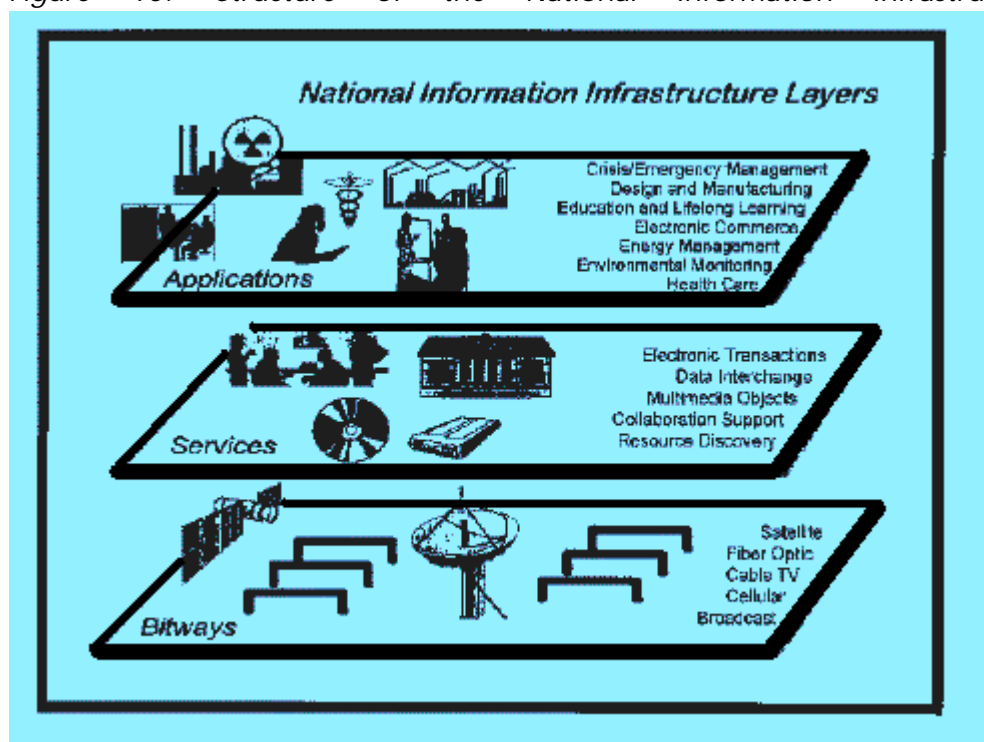 National Information Infrastructure Layers
Crisis/Emergency Management
Design and Manufacturing
Education and Lifelong Learning
Electronic Commerce
Energy Management
Environmental Monitoring
Health Care
Applications
Electronic Transactions
Data Interchange
Multimedia Objects
Collaboration Support
Resource Discovery
Services
Satellite
Fiber Optic
Cable TV
Cellular
Broadcast
Bitways